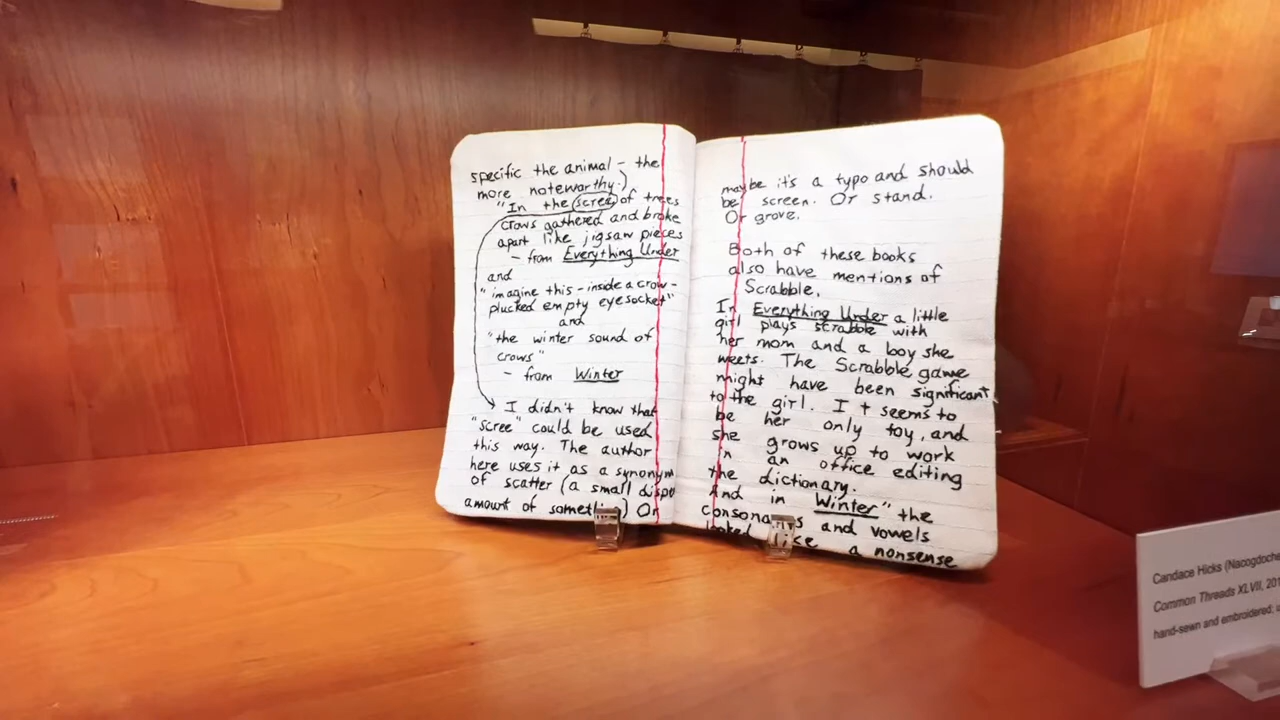 specific the animal - the
more noteworthy.)
"In the scree of trees
crows gathered and broke
apart like jigsaw pieces
- from Everything Under
and
"imagine this - inside a crow-
plucked empty eyesocket"
and
"the winter sound of
crows"
- from Winter
I didn't know that
"scree" could be used
this way. The author
here uses it as a synonym
of scatter (a small
amount of Or
maybe it's a typo and should
be screen. Or stand.
Or grove.
Both of these books
also have mentions of
Scrabble.
In Everything Under a little
girl plays scrabble with
her mom and a boy she
meets. The Scrabble game
might have been significant
to the girl. It seems to
be her only toy, and
she grows up to work
in an office editing
the dictionary.
And in Winter "the
and vowels
looked like a nonsense
Candace Hicks (Nacogdoche
Common Threads XLVII, 201
hand-sewn and embroidered;